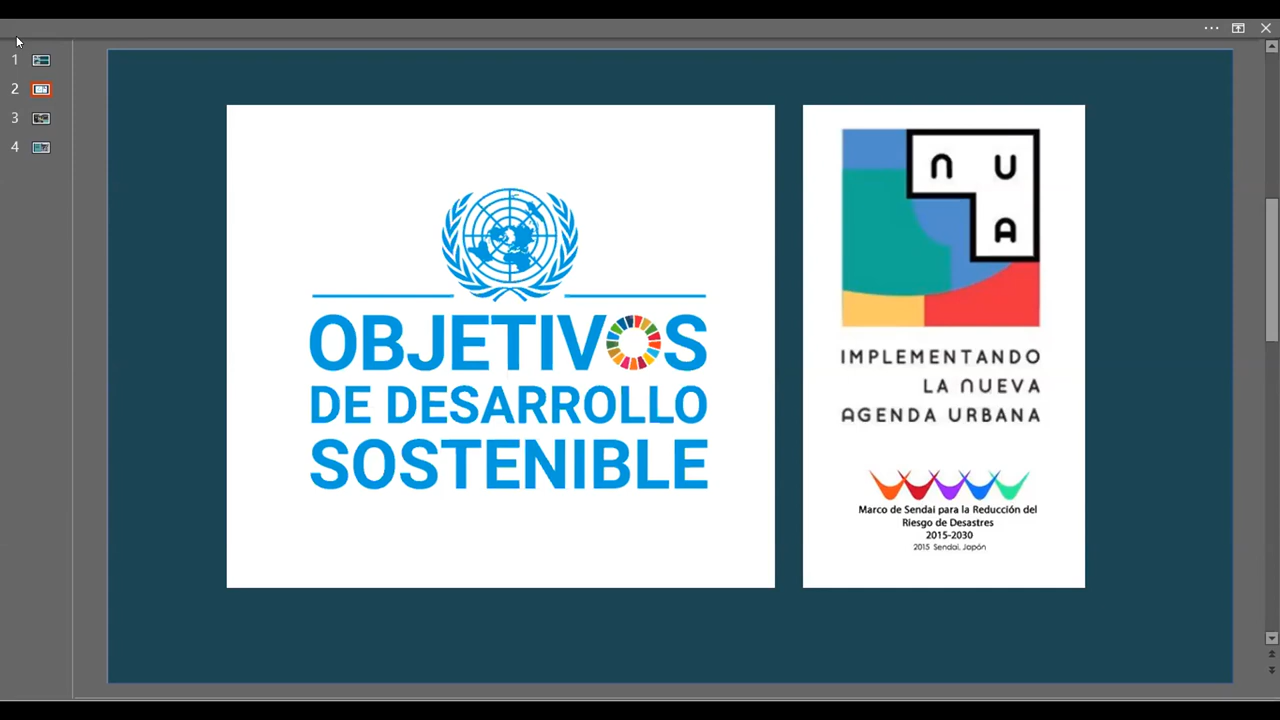 1
2
3
4
OBJETIVOS
DE DESARROLLO
SOSTENIBLE
NUA
IMPLEMENTANDO
LA NUEVA
AGENDA URBANA
Marco de Sendai para la Reducción del
Riesgo de Desastres
2015-2030
2015 Sendai, Japón